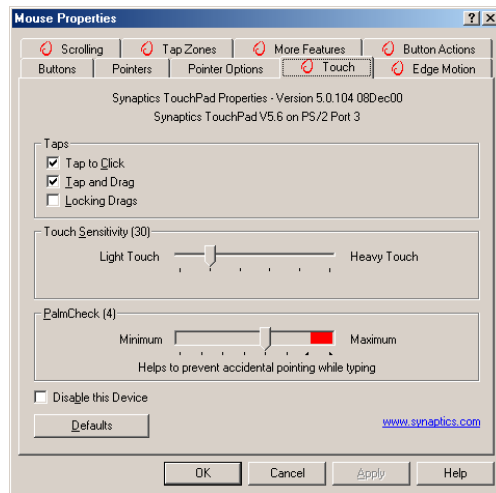 Mouse Properties
Scrolling
Tap Zones
More Features
Button Actions
Buttons
Pointers
Pointer Options
Touch
Edge Motion
Synaptics TouchPad Properties - Version 5.0.104 08Dec00
Synaptics TouchPad V5.6 on PS/2 Port 3
Taps
Tap to Click
Tap and Drag
Locking Drags
Touch Sensitivity (30)
Light Touch
Heavy Touch
PalmCheck (4)
Minimum
Maximum
Helps to prevent accidental pointing while typing
Disable this Device
Defaults
www.synaptics.com
OK
Cancel
Apply
Help